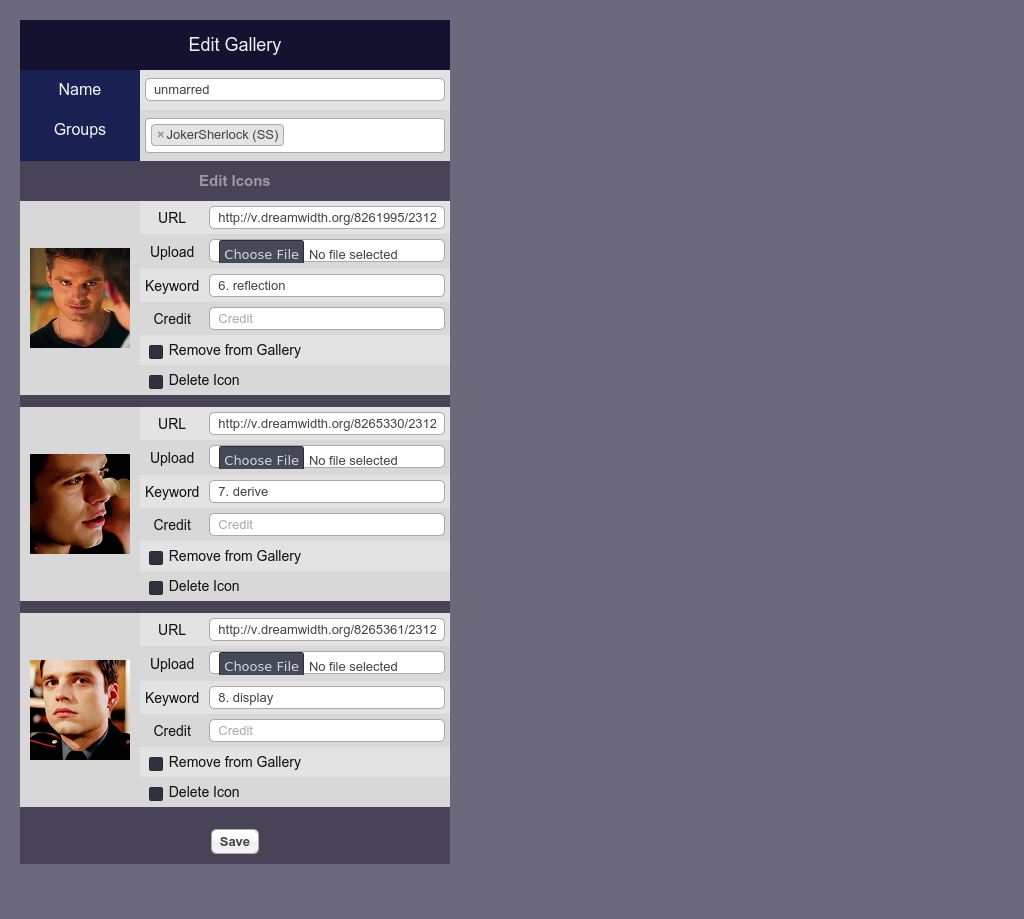 Edit Gallery
Name
unmarred
Groups
×JokerSherlock (SS)
Edit Icons
URL
http://v.dreamwidth.org/8261995/2312
Upload
Choose File No file selected
Keyword
6. reflection
Credit
Credit
Remove from Gallery
Delete Icon
URL
http://v.dreamwidth.org/8265330/2312
Upload
Choose File No file selected
Keyword
7. derive
Credit
Credit
Remove from Gallery
Delete Icon
URL
http://v.dreamwidth.org/8265361/2312
Upload
Choose File No file selected
Keyword
8. display
Credit
Credit
Remove from Gallery
Delete Icon
Save